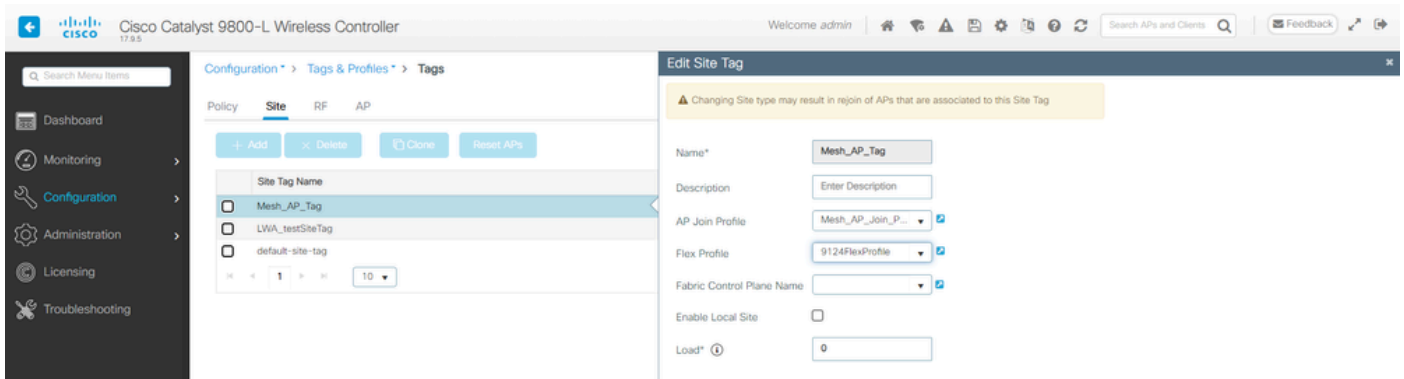 cisco
Cisco Catalyst 9800-L Wireless Controller
17.9.5
Welcome admin
Search APs and Clients
Feedback
Search Menu Items
Dashboard
Monitoring
Configuration
Administration
Licensing
Troubleshooting
Configuration > Tags & Profiles > Tags
Policy Site RF AP
+ Add × Delete Clone Reset APs
Site Tag Name
Mesh_AP_Tag
LWA_testSiteTag
default-site-tag
1 10
Edit Site Tag ×
Changing Site type may result in rejoin of APs that are associated to this Site Tag
Name* Mesh_AP_Tag
Description Enter Description
AP Join Profile Mesh_AP_Join_P...
Flex Profile 9124FlexProfile
Fabric Control Plane Name
Enable Local Site
Load* 0